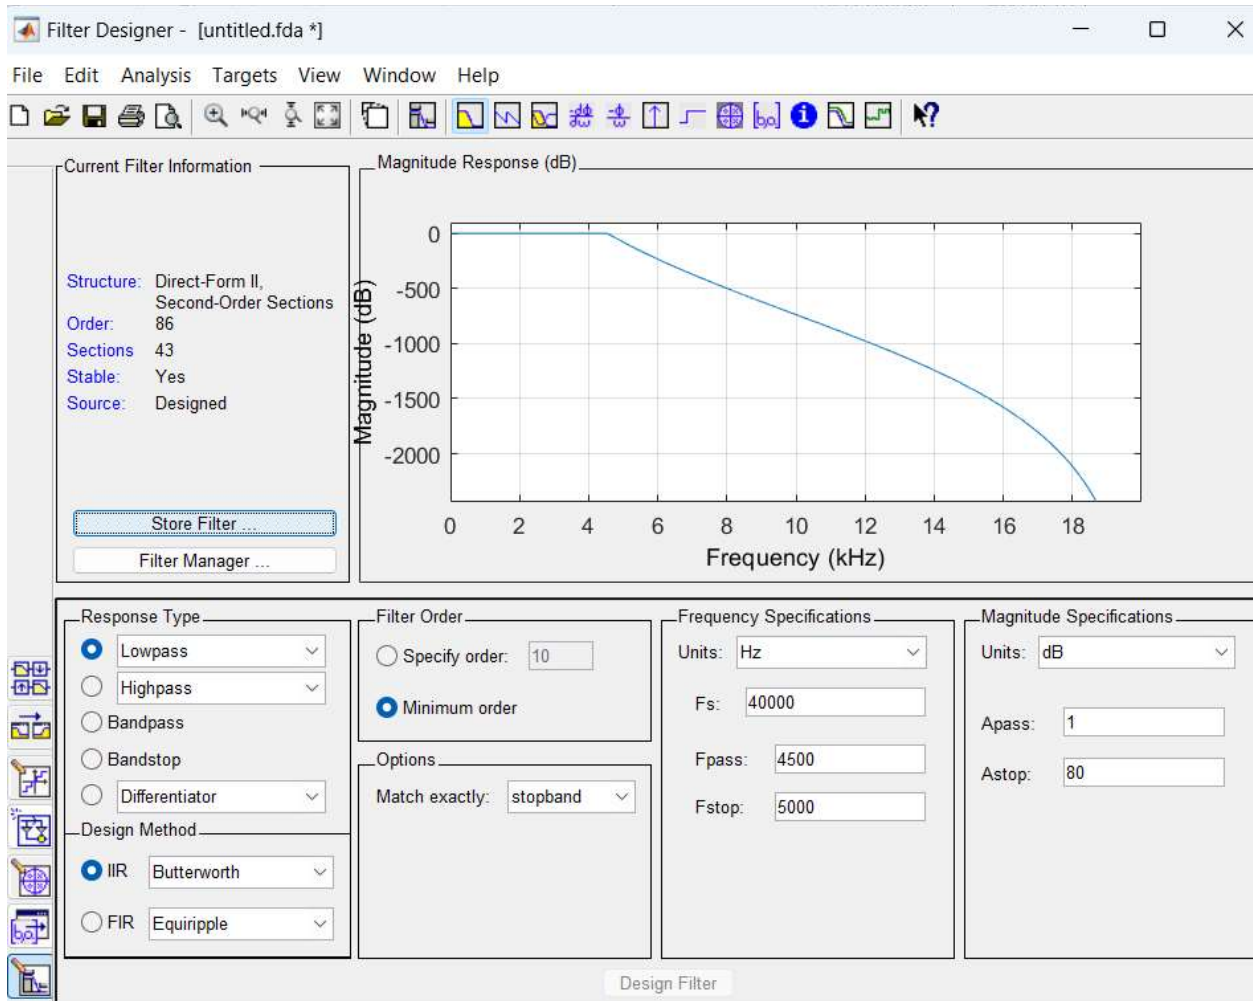 Filter Designer - [untitled.fda *]
File Edit Analysis Targets View Window Help
Current Filter Information
Structure: Direct-Form II,
Second-Order Sections
Order: 86
Sections 43
Stable: Yes
Source: Designed
Store Filter ...
Filter Manager ...
Magnitude Response (dB)
Magnitude (dB)
0
-500
-1000
-1500
-2000
0 2 4 6 8 10 12 14 16 18
Frequency (kHz)
Response Type
Lowpass
Highpass
Bandpass
Bandstop
Differentiator
Design Method
IIR Butterworth
FIR Equiripple
Filter Order
Specify order: 10
Minimum order
Options
Match exactly: stopband
Frequency Specifications
Units: Hz
Fs: 40000
Fpass: 4500
Fstop: 5000
Magnitude Specifications
Units: dB
Apass: 1
Astop: 80
Design Filter